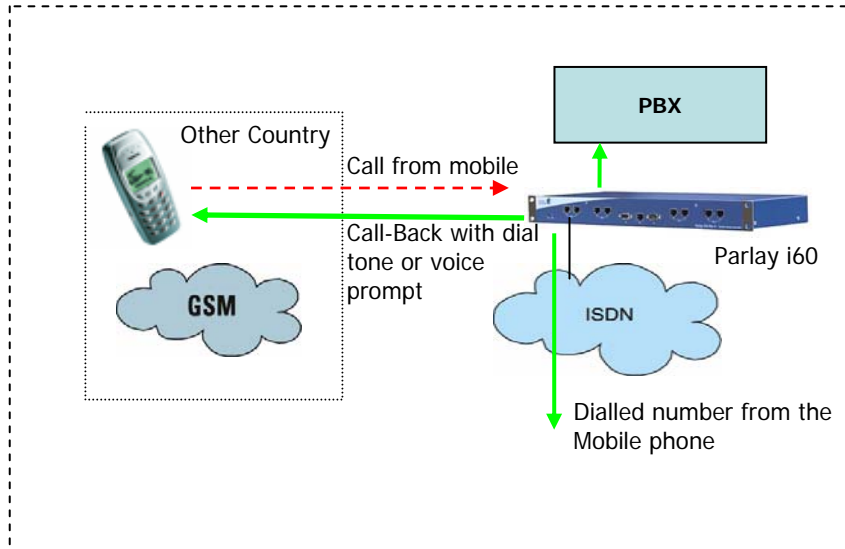 PBX
Other Country
Call from mobile
Call-Back with dial
tone or voice
prompt
Parlay i60
GSM
ISDN
Dialled number from the
Mobile phone